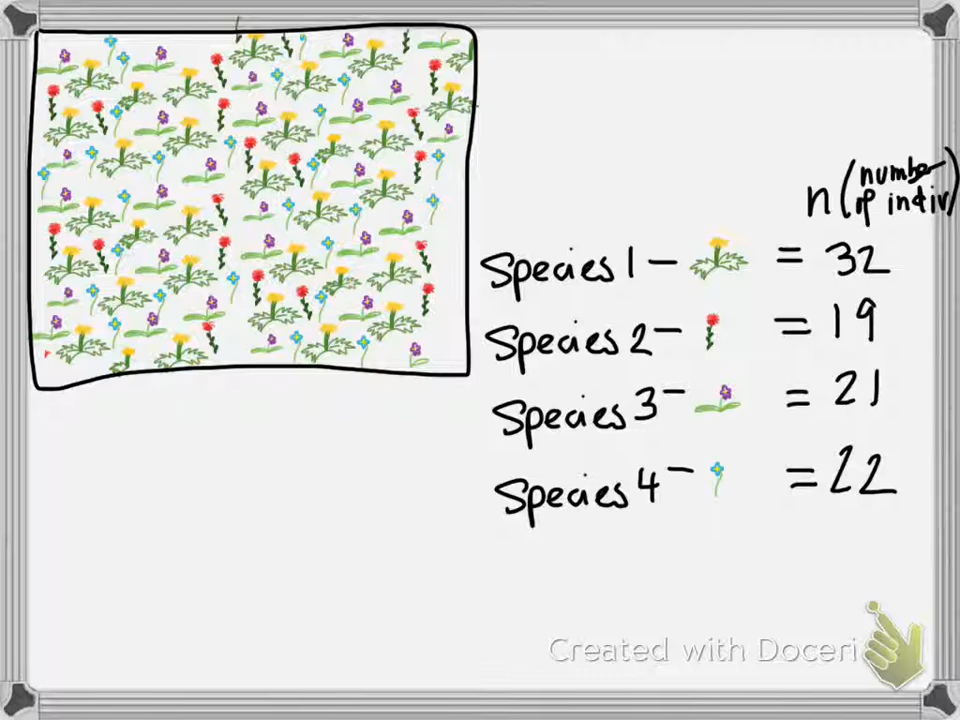 n (number of indiv)
Species 1 - = 32
Species 2 - = 19
Species 3 - = 21
Species 4 - = 22
Created with Doceri